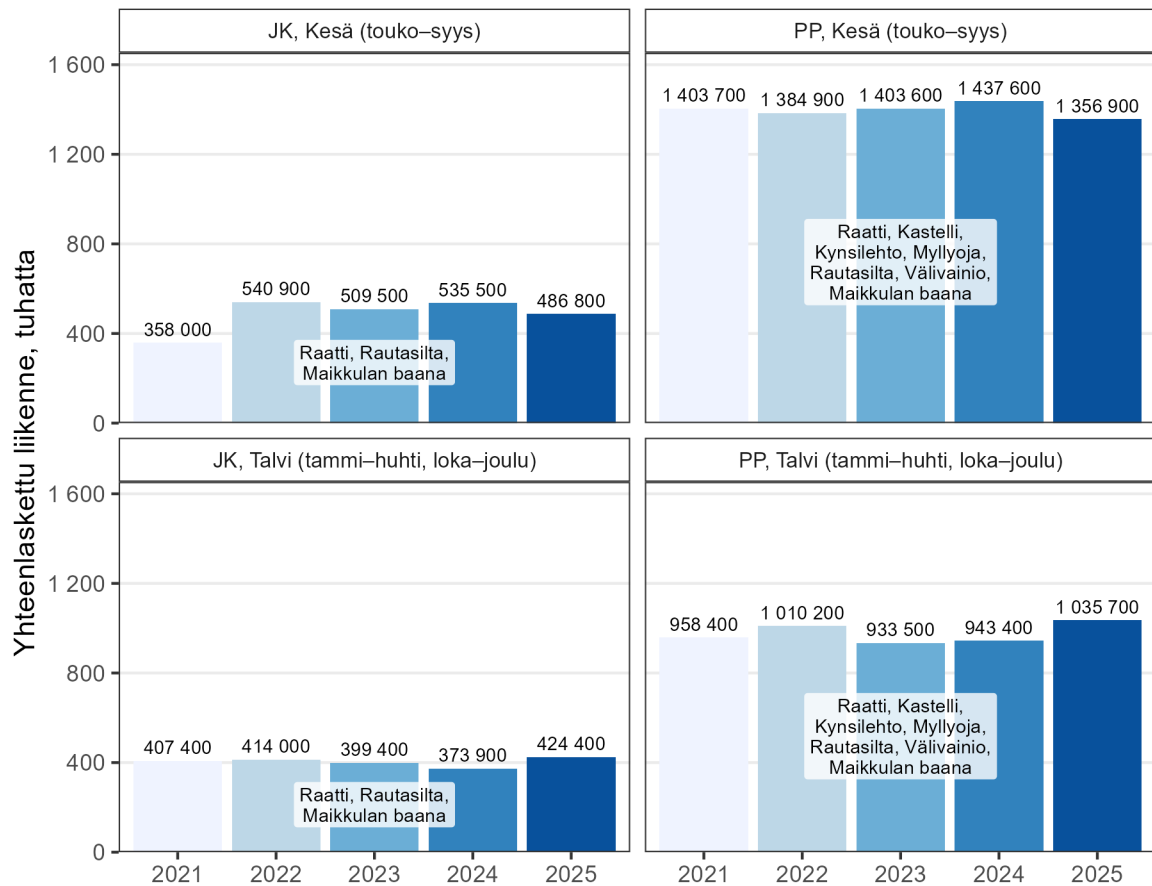 Yhteenlaskettu liikenne, tuhatta
JK, Kesä (touko–syys)
1 600
1 200
800
400
0
358 000
540 900
509 500
535 500
486 800
Raatti, Rautasilta,
Maikkulan baana
PP, Kesä (touko–syys)
1 403 700
1 384 900
1 403 600
1 437 600
1 356 900
Raatti, Kastelli,
Kynsilehto, Myllyoja,
Rautasilta, Välivainio,
Maikkulan baana
JK, Talvi (tammi–huhti, loka–joulu)
1 600
1 200
800
400
0
407 400
414 000
399 400
373 900
424 400
Raatti, Rautasilta,
Maikkulan baana
2021
2022
2023
2024
2025
PP, Talvi (tammi–huhti, loka–joulu)
958 400
1 010 200
933 500
943 400
1 035 700
Raatti, Kastelli,
Kynsilehto, Myllyoja,
Rautasilta, Välivainio,
Maikkulan baana
2021
2022
2023
2024
2025